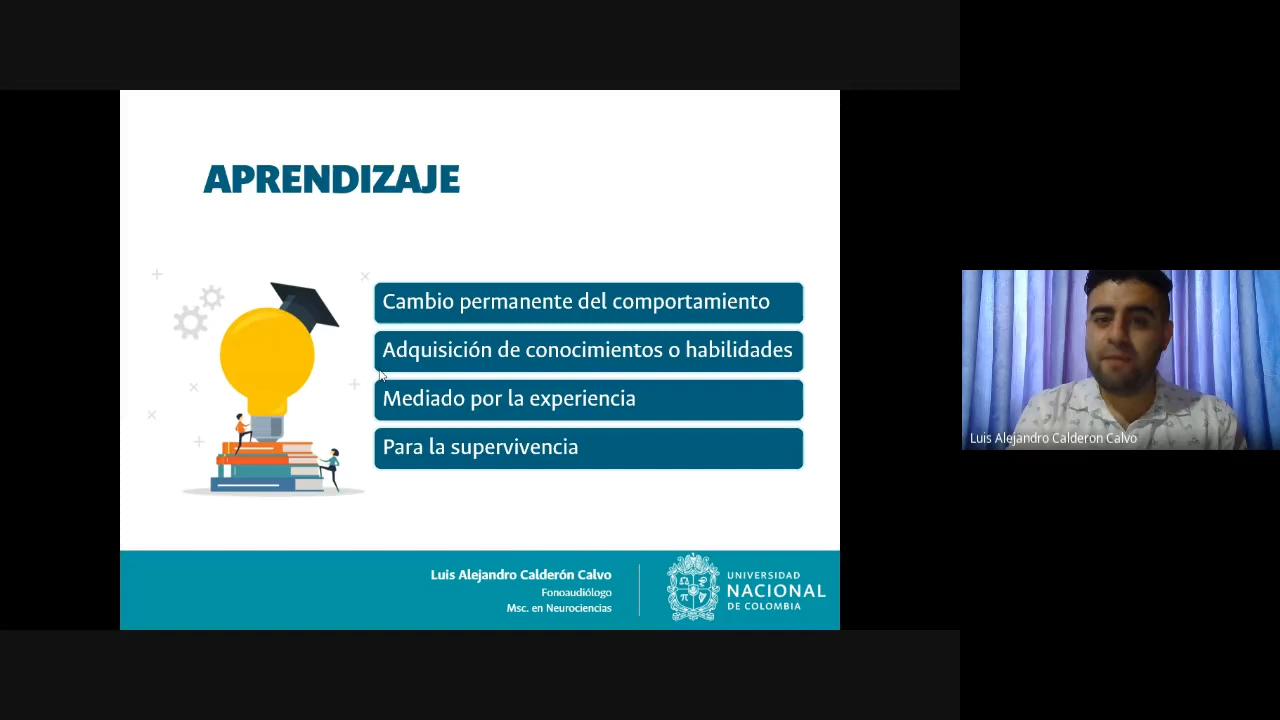 APRENDIZAJE
Cambio permanente del comportamiento
Adquisición de conocimientos o habilidades
Mediado por la experiencia
Para la supervivencia
Luis Alejandro Calderón Calvo
Fonoaudiólogo
Msc. en Neurociencias
UNIVERSIDAD
NACIONAL
DE COLOMBIA
Luis Alejandro Calderon Calvo